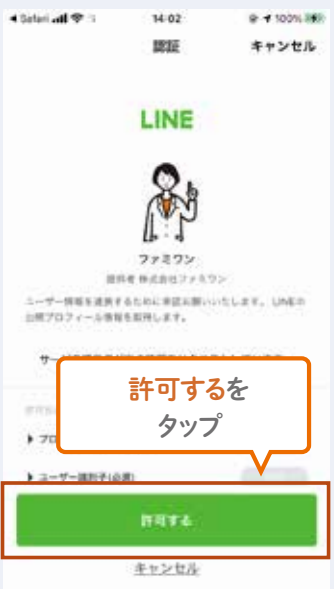 Safari 14:02 100%
認証
キャンセル
LINE
ファミワン
提供者 株式会社ファミワン
ユーザー情報を連携するために承認お願いいたします。 LINEの
公開プロフィール情報を取得します。
許可するを
タップ
ユーザー識別子(必須)
許可する
キャンセル